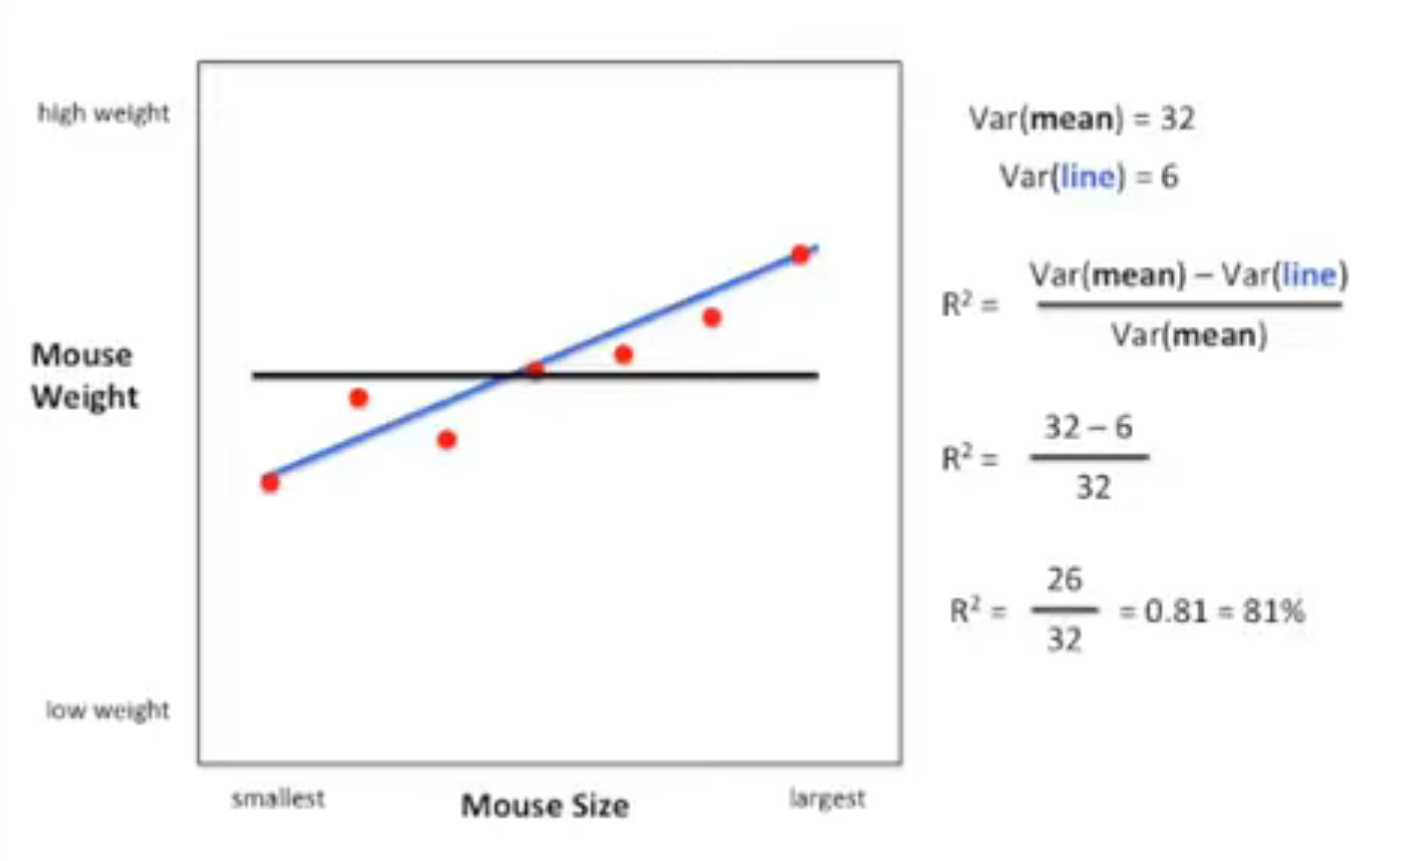 high weight
Mouse
Weight
low weight
smallest
Mouse Size
largest
Var(mean) = 32
Var(line) = 6
R² =
Var(mean) – Var(line)
Var(mean)
R² =
32 – 6
32
R² =
26
32
= 0.81 = 81%